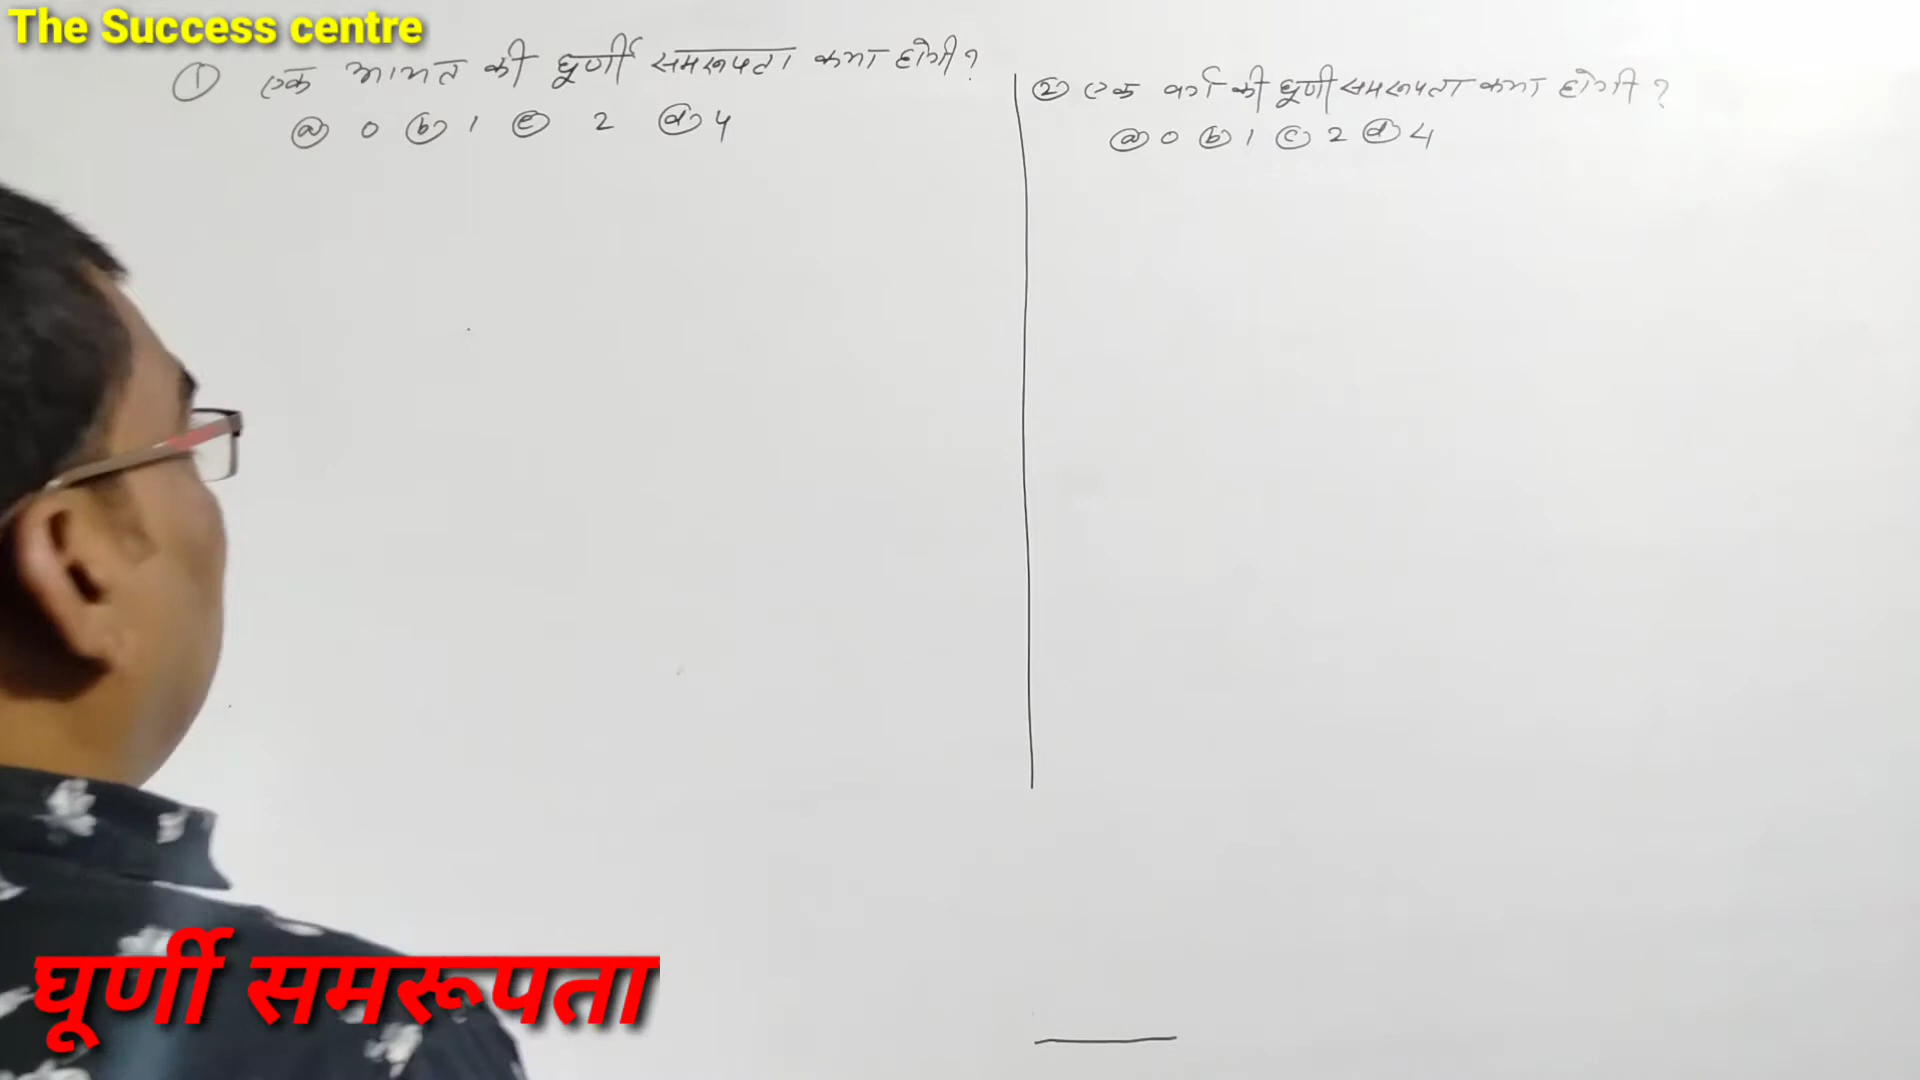 The Success centre
① एक आयत की घूर्णी समरूपता क्या होगी?
ⓐ 0 ⓑ 1 ⓒ 2 ⓓ 4
② एक वर्ग की घूर्णी समरूपता क्या होगी?
ⓐ 0 ⓑ 1 ⓒ 2 ⓓ 4
घूर्णी समरूपता